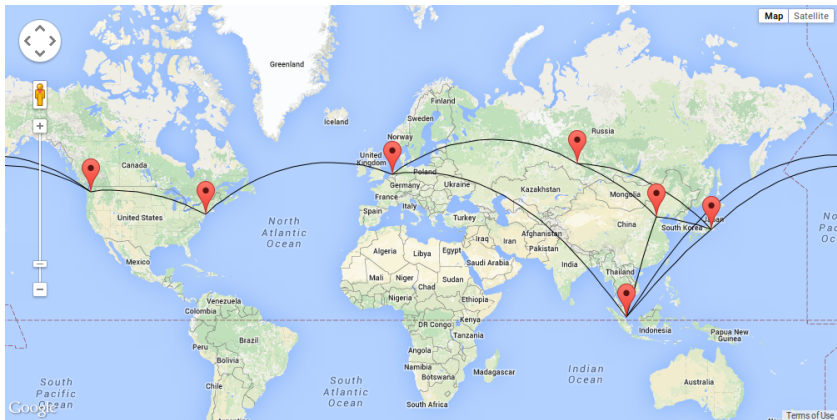 Map Satellite
Greenland
Iceland
Finland
Sweden
Norway
Russia
Canada
United
Kingdom
Poland
Germany
Ukraine
Kazakhstan
Mongolia
France
Italy
Spain
Turkey
United States
North
Atlantic
Ocean
China
South Korea
Japan
Iraq
Iran
Afghanistan
Pakistan
Algeria
Libya
Egypt
Saudi Arabia
India
Mexico
Mali
Niger
Chad
Sudan
Thailand
Nigeria
Ethiopia
Venezuela
Colombia
DR Congo
Kenya
Tanzania
Indonesia
Papua New
Guinea
Peru
Brazil
Bolivia
Angola
Namibia
Botswana
Madagascar
Indian
Ocean
Australia
Chile
South
Pacific
Ocean
South
Atlantic
Ocean
South Africa
Google
Terms of Use